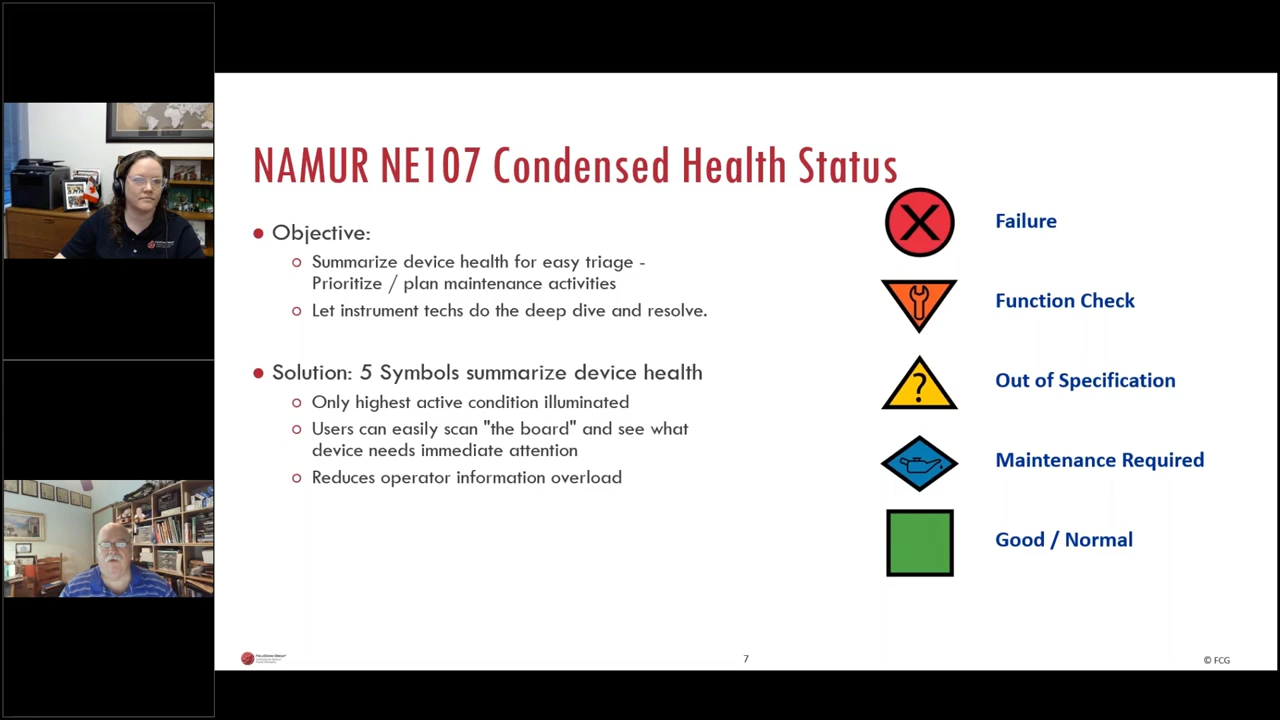 NAMUR NE107 Condensed Health Status
Objective:
Summarize device health for easy triage -
Prioritize / plan maintenance activities
Let instrument techs do the deep dive and resolve.
Solution: 5 Symbols summarize device health
Only highest active condition illuminated
Users can easily scan "the board" and see what
device needs immediate attention
Reduces operator information overload
X
Failure
Function Check
?
Out of Specification
Maintenance Required
Good / Normal
7
© FCG